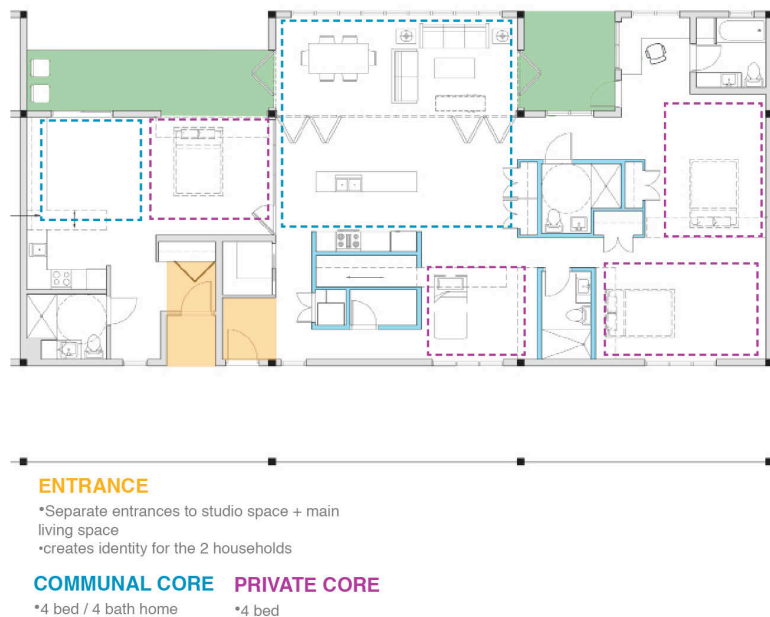 ENTRANCE
•Separate entrances to studio space + main
living space
•creates identity for the 2 households
COMMUNAL CORE
•4 bed / 4 bath home
PRIVATE CORE
•4 bed